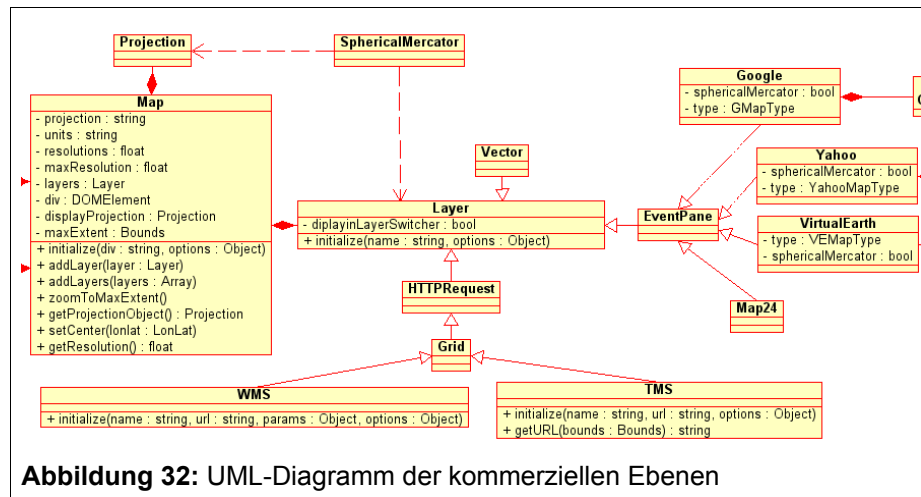 Projection
SphericalMercator
Map
- projection : string
- units : string
- resolutions : float
- maxResolution : float
- layers : Layer
- div : DOMElement
- displayProjection : Projection
- maxExtent : Bounds
+ initialize(div : string, options : Object)
+ addLayer(layer : Layer)
+ addLayers(layers : Array)
+ zoomToMaxExtent()
+ getProjectionObject() : Projection
+ setCenter(lonlat : LonLat)
+ getResolution() : float
Vector
Layer
- diplayinLayerSwitcher : bool
+ initialize(name : string, options : Object)
HTTPRequest
Grid
WMS
+ initialize(name : string, url : string, params : Object, options : Object)
TMS
+ initialize(name : string, url : string, options : Object)
+ getURL(bounds : Bounds) : string
EventPane
Google
- sphericalMercator : bool
- type : GMapType
Yahoo
- sphericalMercator : bool
- type : YahooMapType
VirtualEarth
- type : VEMapType
- sphericalMercator : bool
Map24
Abbildung 32: UML-Diagramm der kommerziellen Ebenen